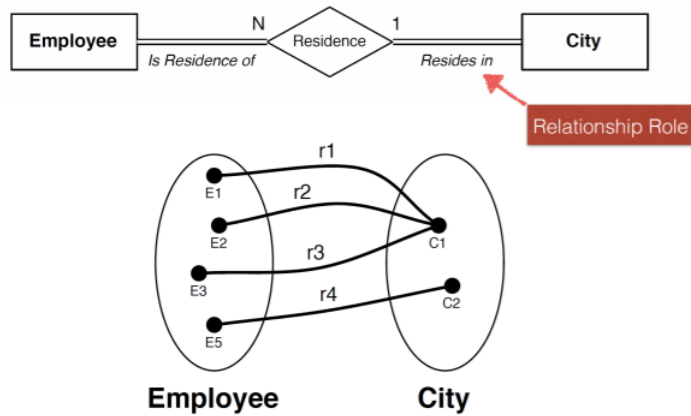 Employee
N
Residence
1
City
Is Residence of
Resides in
Relationship Role
r1
E1
r2
E2
C1
r3
E3
r4
C2
E5
Employee
City